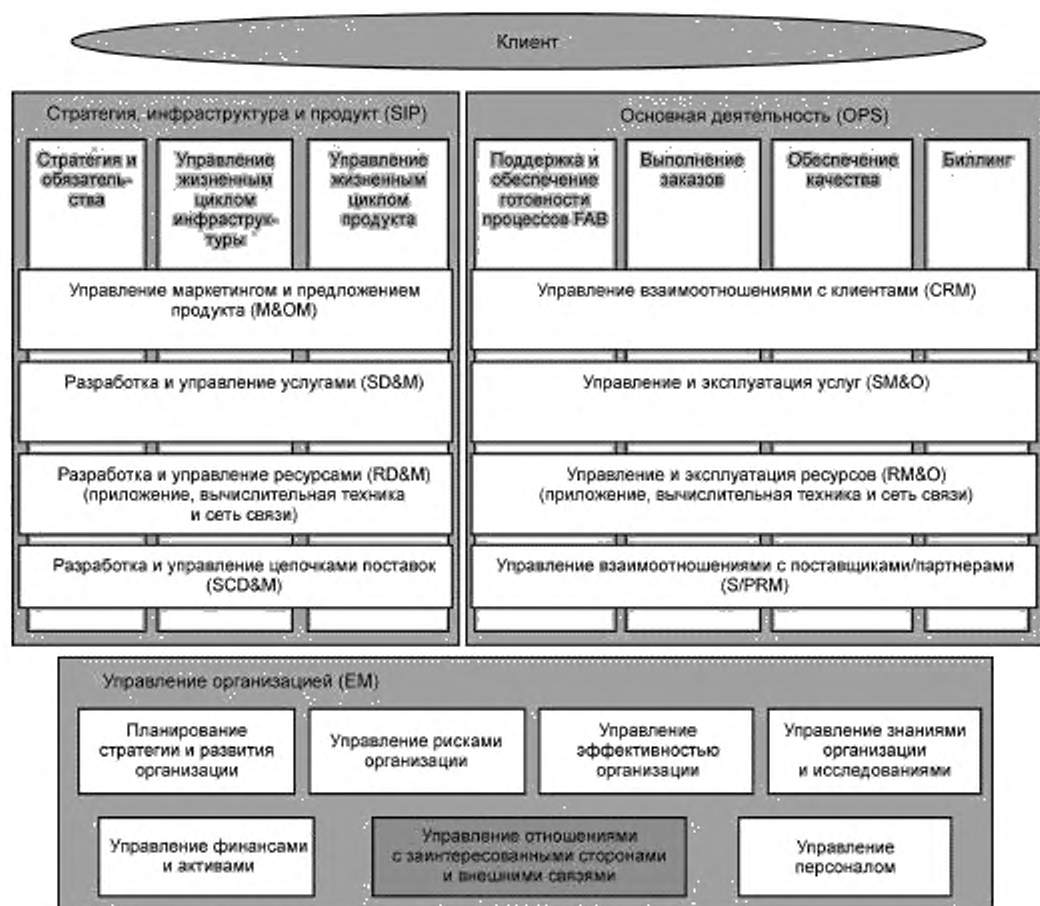 Клиент
Стратегия, инфраструктура и продукт (SIP)
Стратегия и
обязатель-
ства
Управление
жизненным
циклом
инфраструк-
туры
Управление
жизненным
циклом
продукта
Управление маркетингом и предложением
продукта (M&OM)
Разработка и управление услугами (SD&M)
Разработка и управление ресурсами (RD&M)
(приложение, вычислительная техника
и сеть связи)
Разработка и управление цепочками поставок
(SCD&M)
Основная деятельность (OPS)
Поддержка и
обеспечение
готовности
процессов FAB
Выполнение
заказов
Обеспечение
качества
Биллинг
Управление взаимоотношениями с клиентами (CRM)
Управление и эксплуатация услуг (SM&O)
Управление и эксплуатация ресурсов (RM&O)
(приложение, вычислительная техника и сеть связи)
Управление взаимоотношениями с поставщиками/партнерами
(S/PRM)
Управление организацией (EM)
Планирование
стратегии и развития
организации
Управление рисками
организации
Управление
эффективностью
организации
Управление знаниями
организации
и исследованиями
Управление финансами
и активами
Управление отношениями
с заинтересованными сторонами
и внешними связями
Управление
персоналом